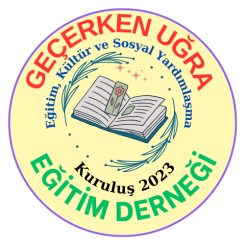 GEÇERKEN UĞRA
Eğitim, Kültür ve Sosyal Yardımlaşma
Kuruluş 2023
EĞİTİM DERNEĞİ